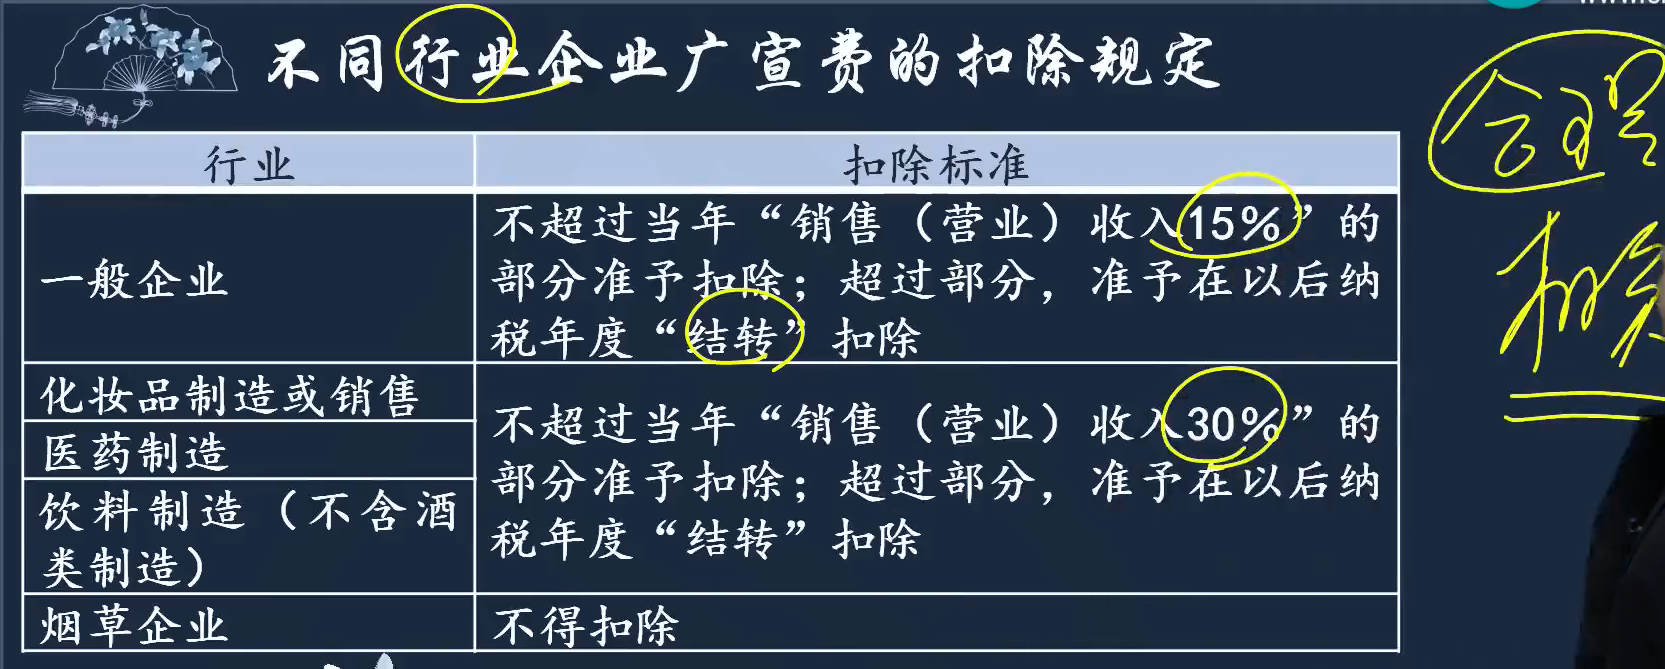 不同行业企业广宣费的扣除规定
行业
扣除标准
一般企业
不超过当年“销售（营业）收入15%”的
部分准予扣除；超过部分，准予在以后纳
税年度“结转”扣除
化妆品制造或销售
医药制造
饮料制造（不含酒
类制造）
不超过当年“销售（营业）收入30%”的
部分准予扣除；超过部分，准予在以后纳
税年度“结转”扣除
烟草企业
不得扣除
合理